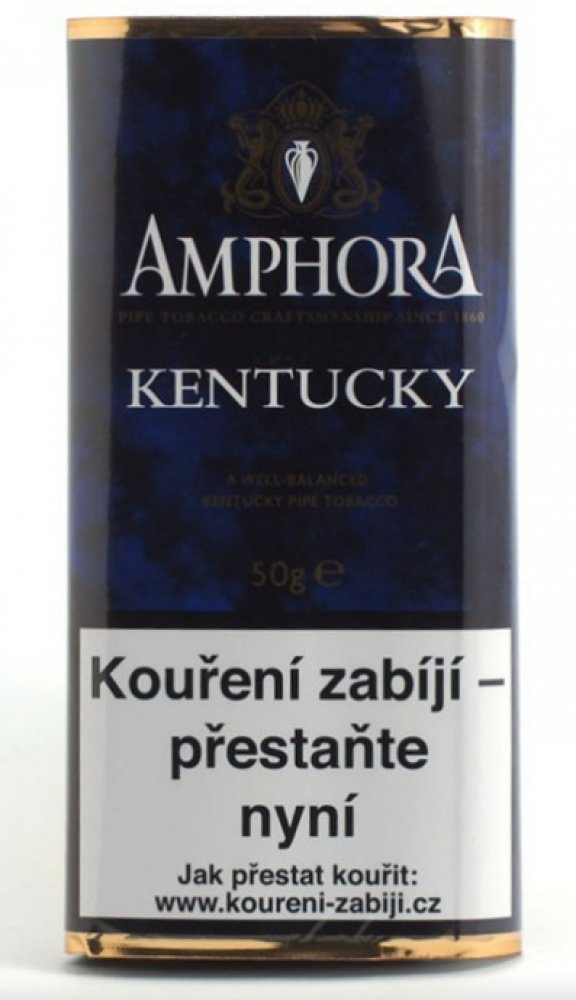 AMPHORA
PIPE TOBACCO CRAFTSMANSHIP SINCE 1860
KENTUCKY
A WELL-BALANCED
KENTUCKY PIPE TOBACCO
50g ℮
Kouření zabíjí –
přestaňte
nyní
Jak přestat kouřit:
www.koureni-zabiji.cz